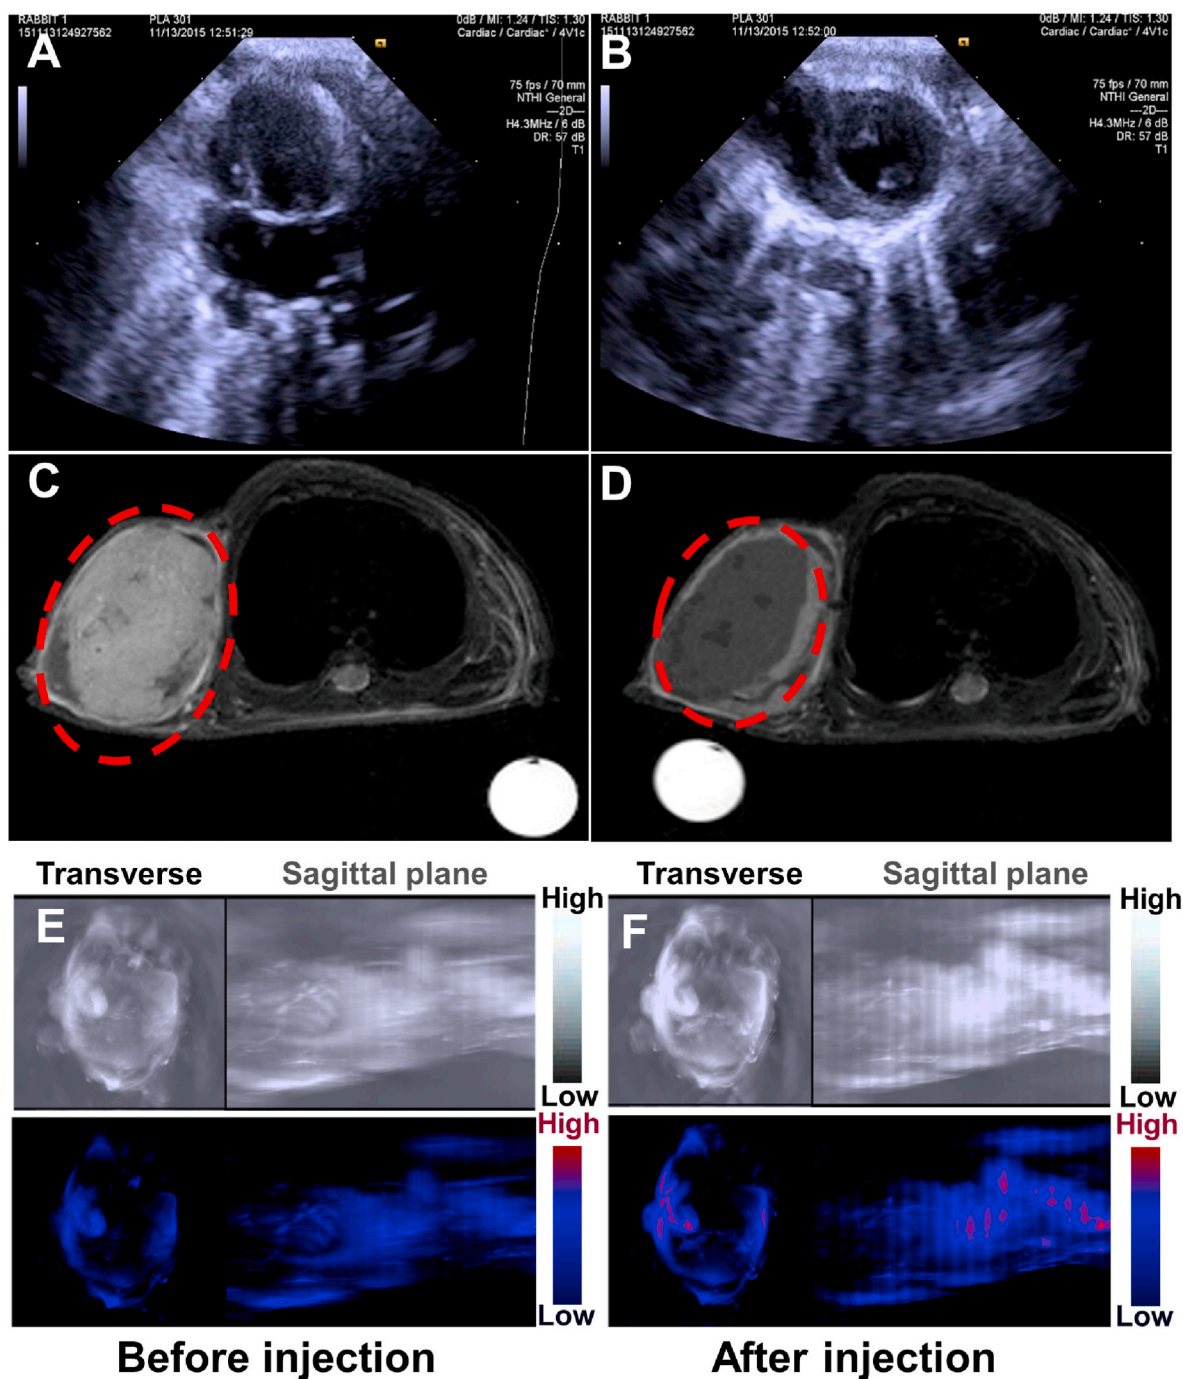 RABBIT 1 PLA 301 0dB / MI: 1.24 / TIS: 1.30
151113124927562 11/13/2015 12:51:29 Cardiac / Cardiac* / 4V1c
A
75 fps / 70 mm
NTHI General
---2D---
H4.3MHz / 6 dB
DR: 57 dB
T1
RABBIT 1 PLA 301 0dB / MI: 1.24 / TIS: 1.30
151113124927562 11/13/2015 12:52:00 Cardiac / Cardiac* / 4V1c
B
75 fps / 70 mm
NTHI General
---2D---
H4.3MHz / 6 dB
DR: 57 dB
T1
C
D
Transverse Sagittal plane
High
E
Low
High
Low
Transverse Sagittal plane
High
F
Low
High
Low
Before injection
After injection